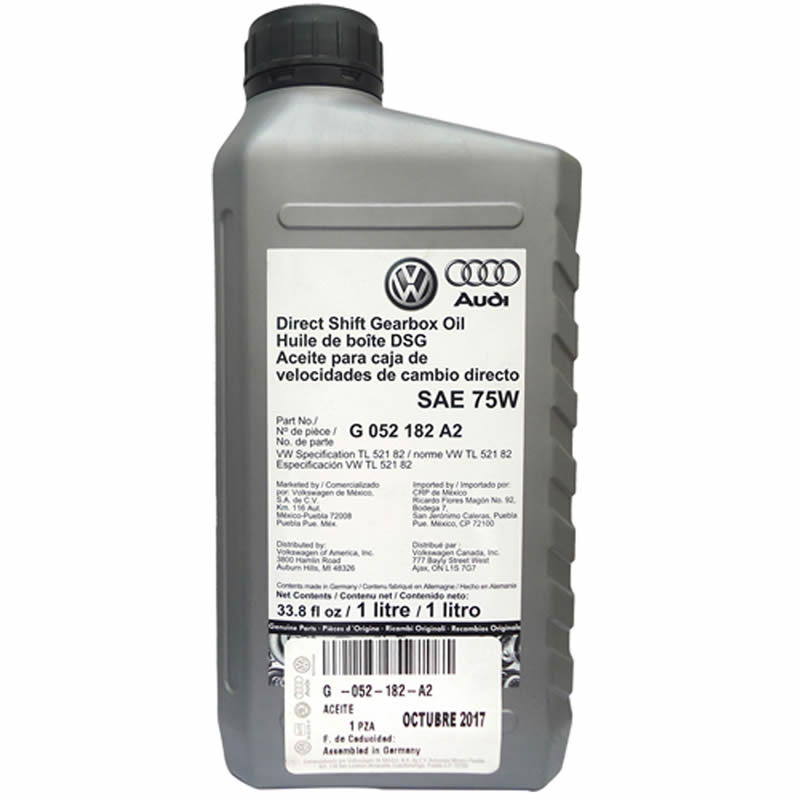 Audi
Direct Shift Gearbox Oil
Huile de boîte DSG
Aceite para caja de
velocidades de cambio directo
SAE 75W
Part No./
Nº de pièce /
No. de parte
G 052 182 A2
VW Specification TL 521 82 / norme VW TL 521 82
Especificación VW TL 521 82
Marketed by / Comercializado
por: Volkswagen de México,
S.A. de C.V.
Km. 116 Aut.
México-Puebla 72008
Puebla Pue. Méx.
Imported by / Importado por:
CRP de México
Ricardo Flores Magón No. 92,
Bodega 7,
San Jerónimo Caleras, Puebla
Pue. México, CP 72100
Distributed by:
Volkswagen of America, Inc.
3800 Hamlin Road
Auburn Hills, MI 48326
Distribué par :
Volkswagen Canada, Inc.
777 Bayly Street West
Ajax, ON L1S 7G7
Contents made in Germany / Contenu fabriqué en Allemagne / Hecho en Alemania
Net Contents / Contenu net / Contenido neto:
33.8 fl oz / 1 litre / 1 litro
Genuine Parts · Pièces d'Origine · Ricambi Originali · Recambios Originales
G -052-182-A2
ACEITE
1 PZA
OCTUBRE 2017
F. de Caducidad:
Assembled in Germany
Audi